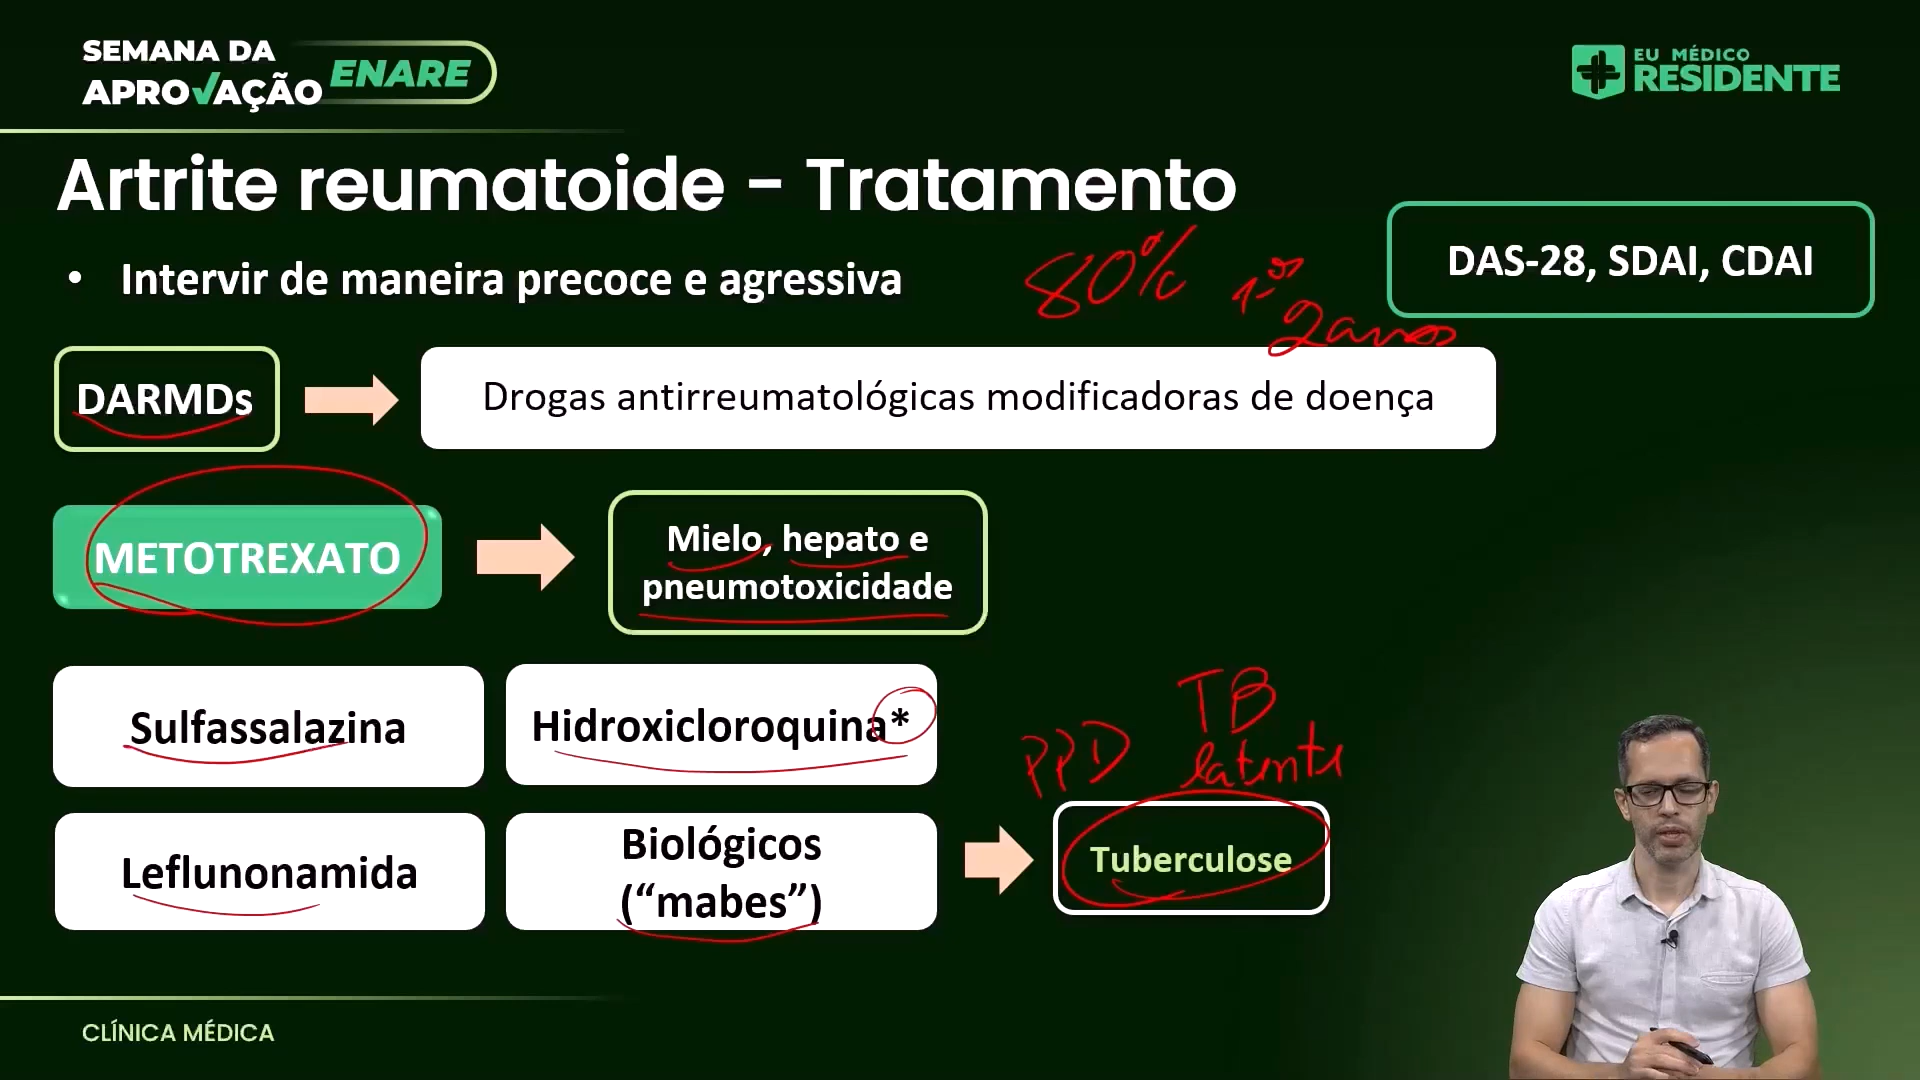 SEMANA DA
APROVAÇÃO ENARE
EU MÉDICO
RESIDENTE
Artrite reumatoide - Tratamento
• Intervir de maneira precoce e agressiva
80% 1ºs
2 anos
DAS-28, SDAI, CDAI
DARMDs
Drogas antirreumatológicas modificadoras de doença
METOTREXATO
Mielo, hepato e
pneumotoxicidade
Sulfassalazina
Hidroxicloroquina*
Leflunonamida
Biológicos
(“mabes”)
PPD TB
latente
Tuberculose
CLÍNICA MÉDICA